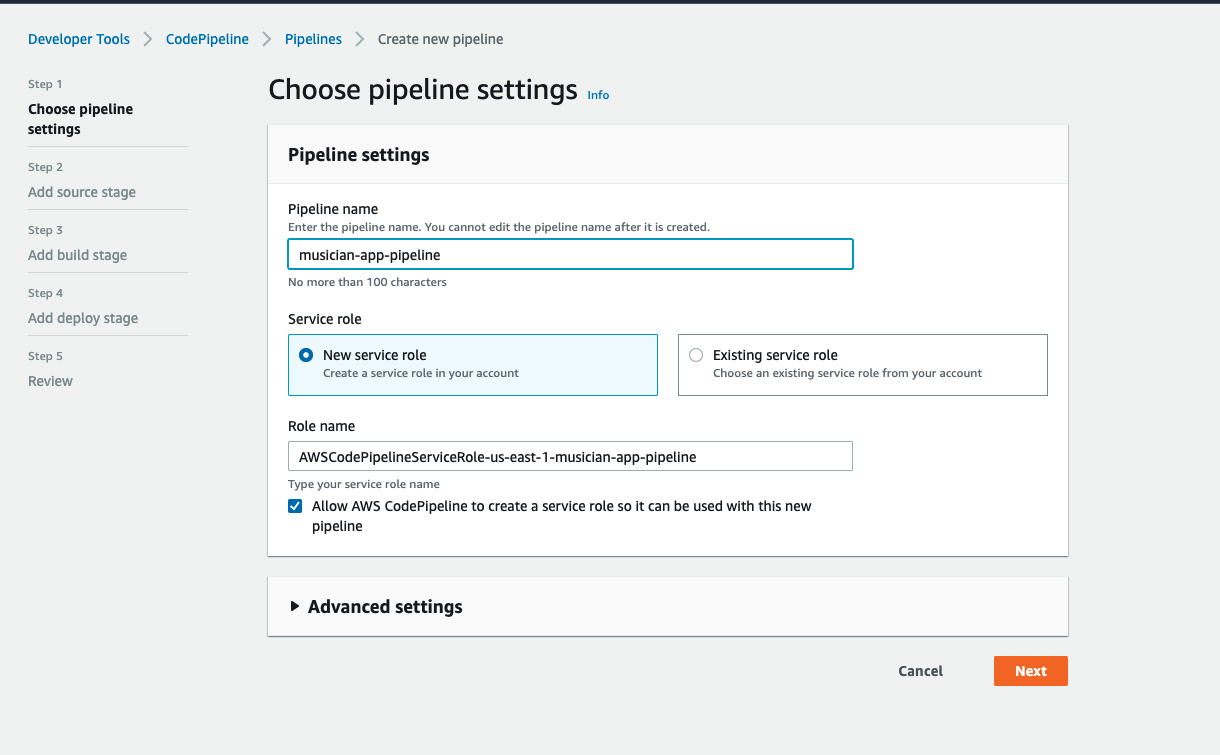 Developer Tools > CodePipeline > Pipelines > Create new pipeline
Step 1
Choose pipeline
settings
Step 2
Add source stage
Step 3
Add build stage
Step 4
Add deploy stage
Step 5
Review
Choose pipeline settings Info
Pipeline settings
Pipeline name
Enter the pipeline name. You cannot edit the pipeline name after it is created.
musician-app-pipeline
No more than 100 characters
Service role
New service role
Create a service role in your account
Existing service role
Choose an existing service role from your account
Role name
AWSCodePipelineServiceRole-us-east-1-musician-app-pipeline
Type your service role name
Allow AWS CodePipeline to create a service role so it can be used with this new
pipeline
Advanced settings
Cancel
Next